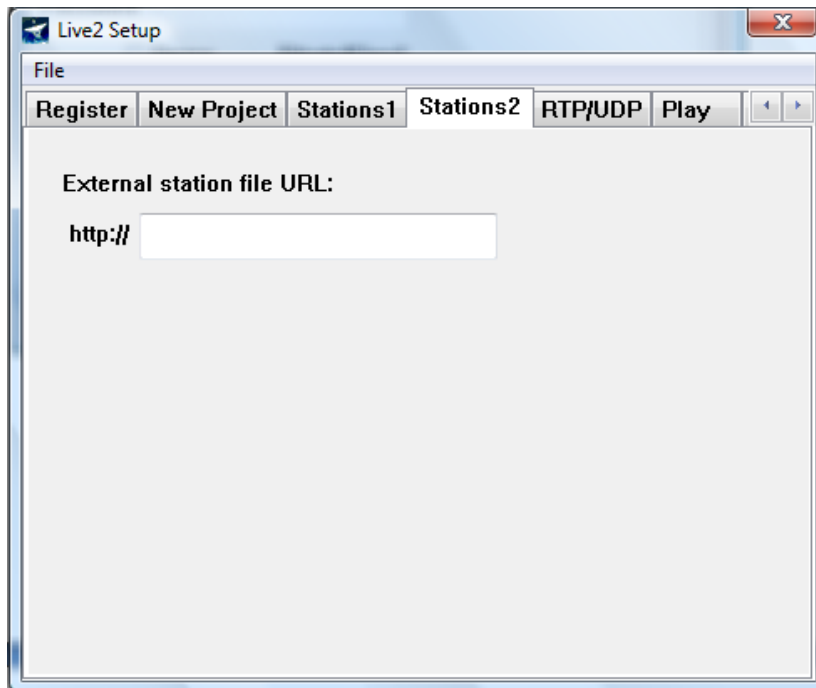 Live2 Setup
File
Register New Project Stations1 Stations2 RTP/UDP Play
External station file URL:
http://